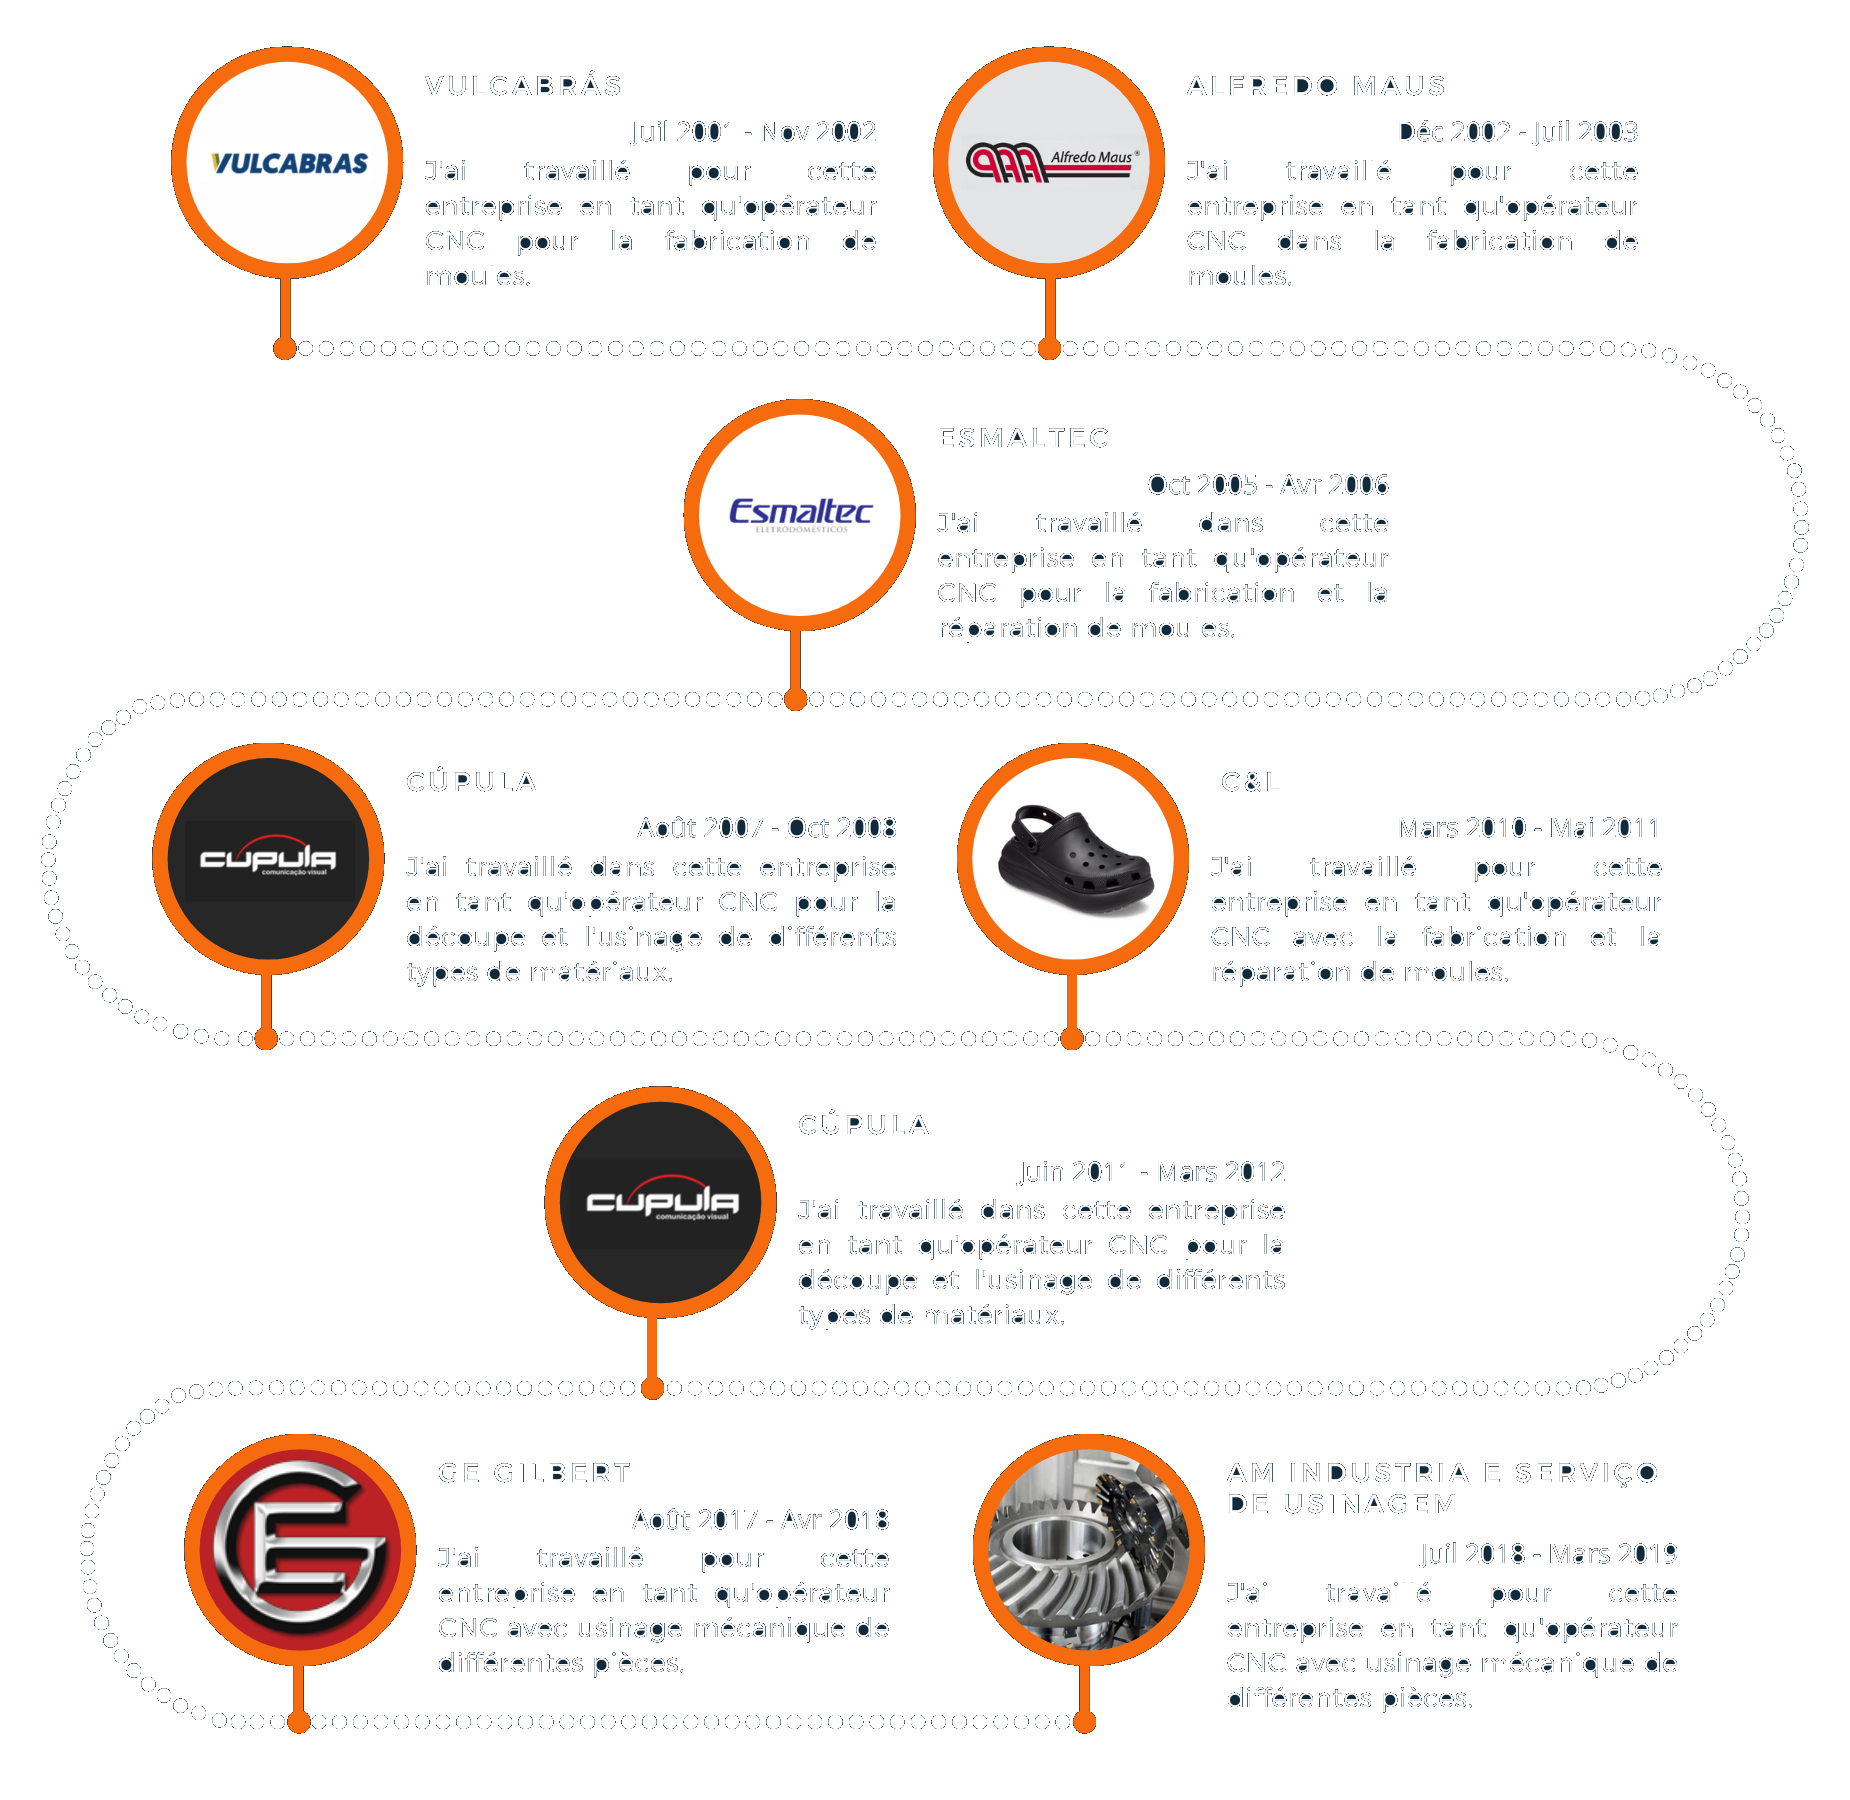 VULCABRAS
VULCABRÁS
Juil 2001 - Nov 2002
J'ai travaillé pour cette
entreprise en tant qu'opérateur
CNC pour la fabrication de
moules.
Alfredo Maus®
ALFREDO MAUS
Déc 2002 - Juil 2003
J'ai travaillé pour cette
entreprise en tant qu'opérateur
CNC dans la fabrication de
moules.
Esmaltec
ELETRODOMÉSTICOS
ESMALTEC
Oct 2005 - Avr 2006
J'ai travaillé dans cette
entreprise en tant qu'opérateur
CNC pour la fabrication et la
réparation de moules.
CUPULA
comunicação visual
CÚPULA
Août 2007 - Oct 2008
J'ai travaillé dans cette entreprise
en tant qu'opérateur CNC pour la
découpe et l'usinage de différents
types de matériaux.
C&L
Mars 2010 - Mai 2011
J'ai travaillé pour cette
entreprise en tant qu'opérateur
CNC avec la fabrication et la
réparation de moules.
CUPULA
comunicação visual
CÚPULA
Juin 2011 - Mars 2012
J'ai travaillé dans cette entreprise
en tant qu'opérateur CNC pour la
découpe et l'usinage de différents
types de matériaux.
GE
GE GILBERT
Août 2017 - Avr 2018
J'ai travaillé pour cette
entreprise en tant qu'opérateur
CNC avec usinage mécanique de
différentes pièces.
AM INDUSTRIA E SERVIÇO
DE USINAGEM
Juil 2018 - Mars 2019
J'ai travaillé pour cette
entreprise en tant qu'opérateur
CNC avec usinage mécanique de
différentes pièces.